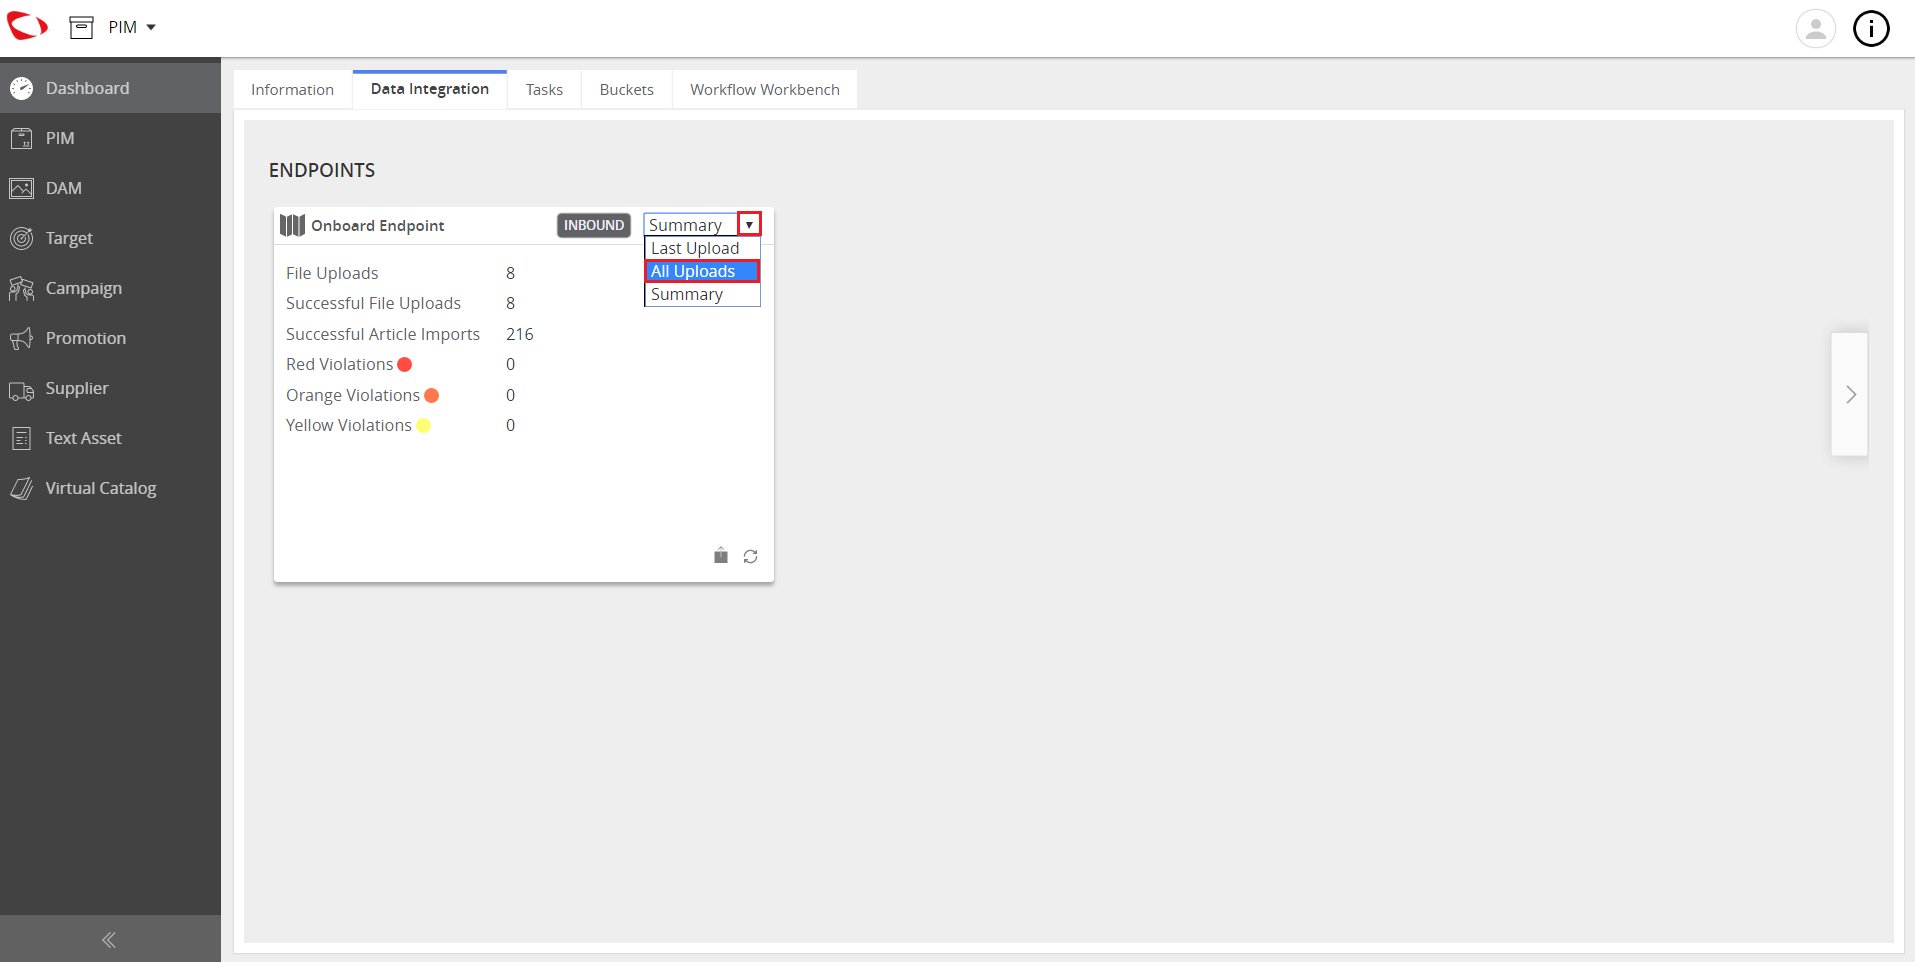 PIM
Dashboard
PIM
DAM
Target
Campaign
Promotion
Supplier
Text Asset
Virtual Catalog
Information
Data Integration
Tasks
Buckets
Workflow Workbench
ENDPOINTS
Onboard Endpoint
INBOUND
Summary
Last Upload
All Uploads
Summary
File Uploads 8
Successful File Uploads 8
Successful Article Imports 216
Red Violations 0
Orange Violations 0
Yellow Violations 0